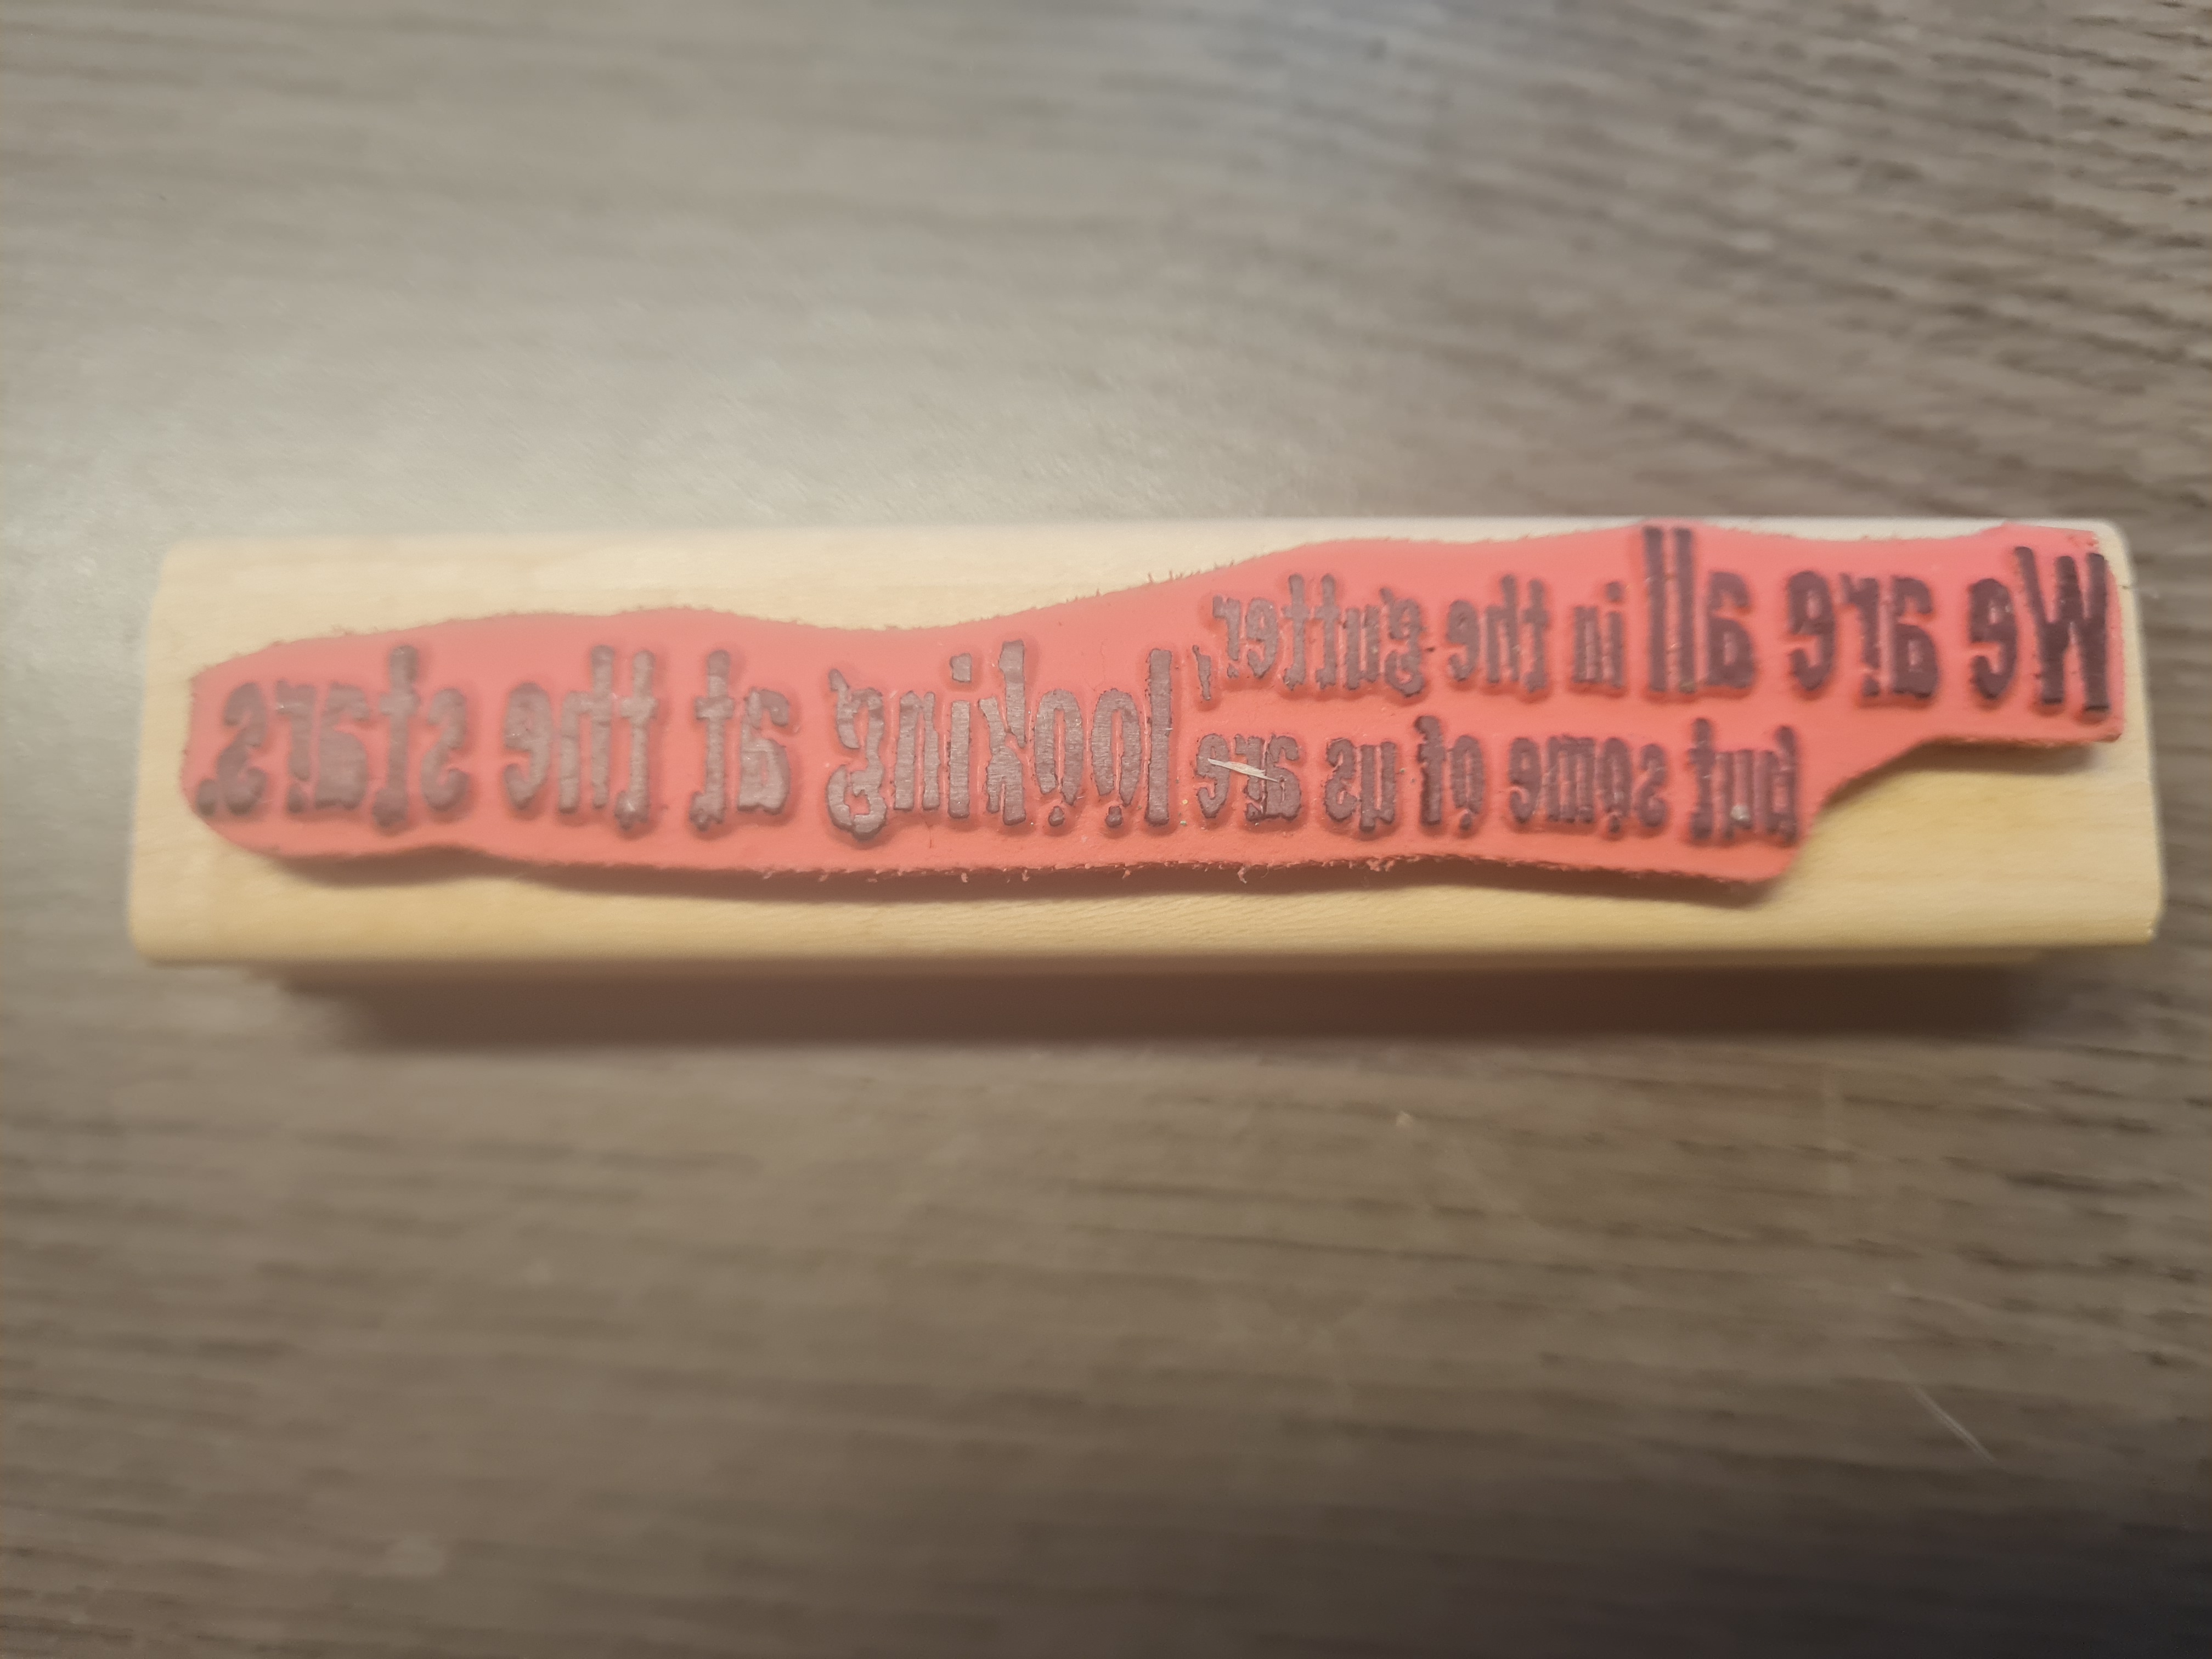 We are all in the gutter,
but some of us are
looking at the stars.